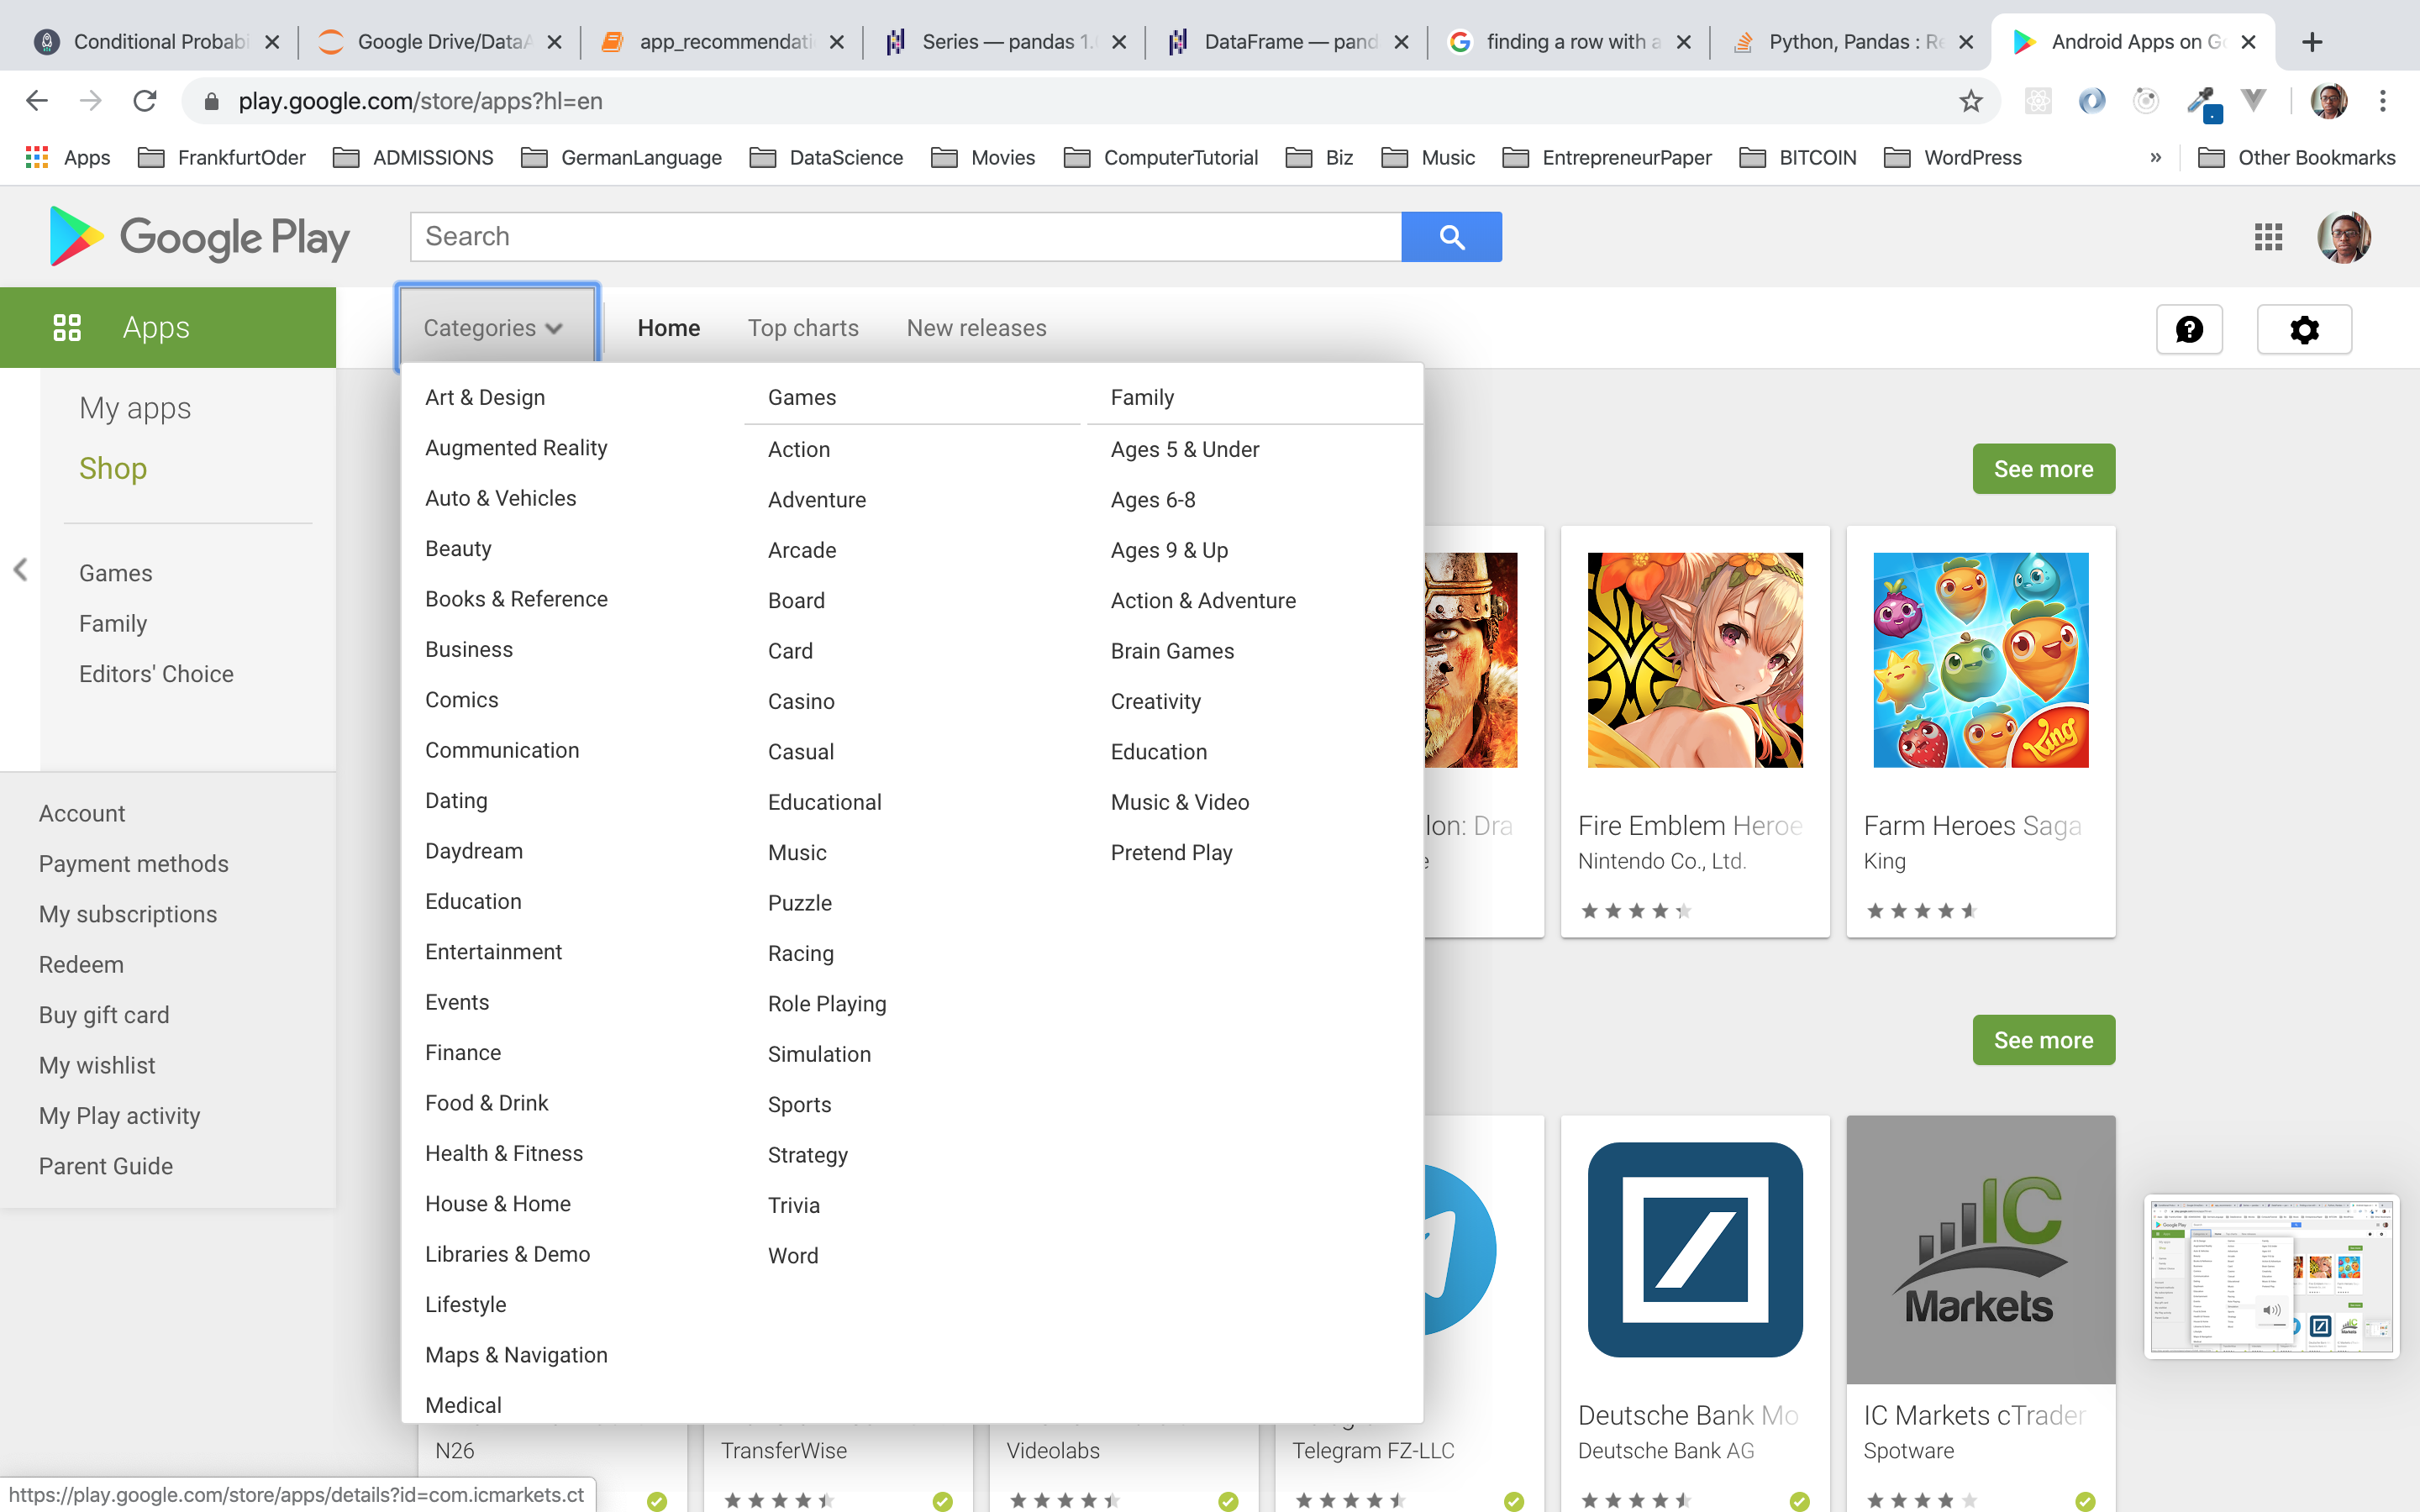 Conditional Probabi
Google Drive/DataA
app_recommendati
Series — pandas 1.
DataFrame — pand
finding a row with a
Python, Pandas : Re
Android Apps on Go
play.google.com/store/apps?hl=en
Apps
FrankfurtOder
ADMISSIONS
GermanLanguage
DataScience
Movies
ComputerTutorial
Biz
Music
EntrepreneurPaper
BITCOIN
WordPress
»
Other Bookmarks
Google Play
Search
Apps
Categories
Home
Top charts
New releases
My apps
Shop
Games
Family
Editors' Choice
Account
Payment methods
My subscriptions
Redeem
Buy gift card
My wishlist
My Play activity
Parent Guide
Art & Design
Augmented Reality
Auto & Vehicles
Beauty
Books & Reference
Business
Comics
Communication
Dating
Daydream
Education
Entertainment
Events
Finance
Food & Drink
Health & Fitness
House & Home
Libraries & Demo
Lifestyle
Maps & Navigation
Medical
Games
Action
Adventure
Arcade
Board
Card
Casino
Casual
Educational
Music
Puzzle
Racing
Role Playing
Simulation
Sports
Strategy
Trivia
Word
Family
Ages 5 & Under
Ages 6-8
Ages 9 & Up
Action & Adventure
Brain Games
Creativity
Education
Music & Video
Pretend Play
See more
King
lon: Dra
Fire Emblem Heroe
Nintendo Co., Ltd.
Farm Heroes Saga
King
See more
IC
Markets
Deutsche Bank Mo
Deutsche Bank AG
IC Markets cTrader
Spotware
N26
TransferWise
Videolabs
Telegram FZ-LLC
https://play.google.com/store/apps/details?id=com.icmarkets.ct